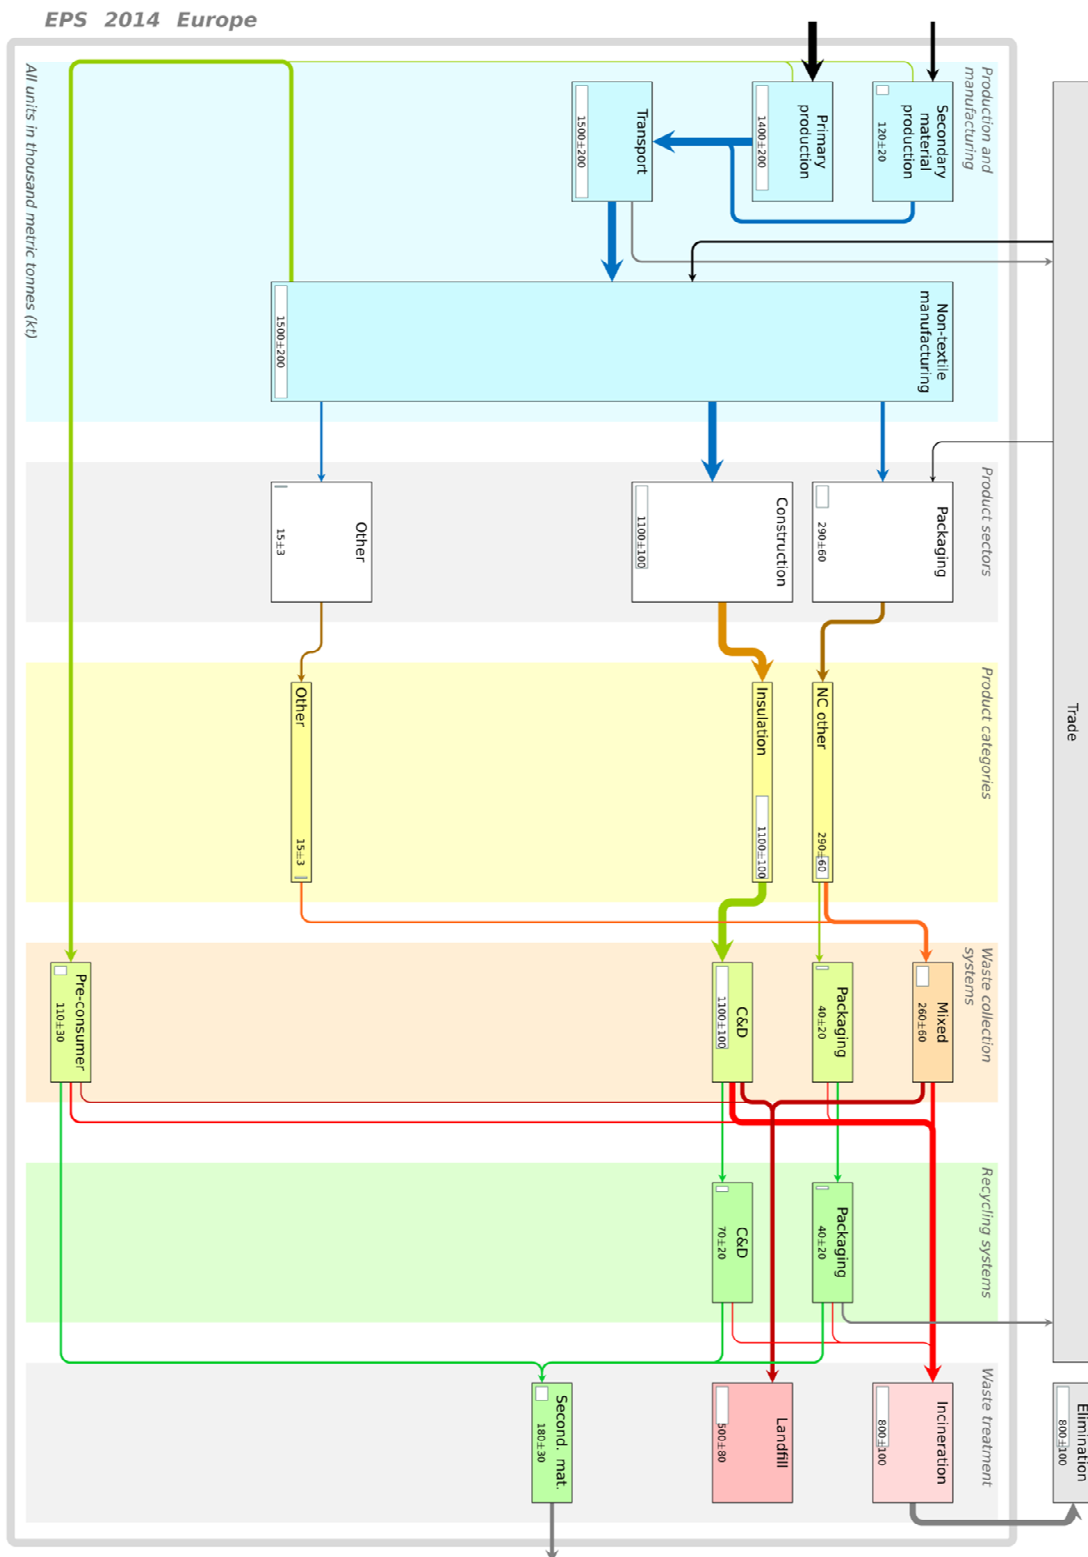 EPS 2014 Europe
All units in thousand metric tonnes (kt)
Production and
manufacturing
Secondary
material
production
120±20
Primary
production
1400±200
Transport
1500±200
Non-textile
manufacturing
1500±200
Product sectors
Packaging
290±60
Construction
1100±100
Other
15±3
Product categories
NC other
290±60
Insulation
1100±100
Other
15±3
Waste collection
systems
Mixed
260±60
Packaging
40±20
C&D
1100±100
Pre-consumer
110±30
Recycling systems
Packaging
40±20
C&D
70±20
Waste treatment
Incineration
800±100
Landfill
500±80
Second. mat.
180±30
Trade
Elimination
800±100